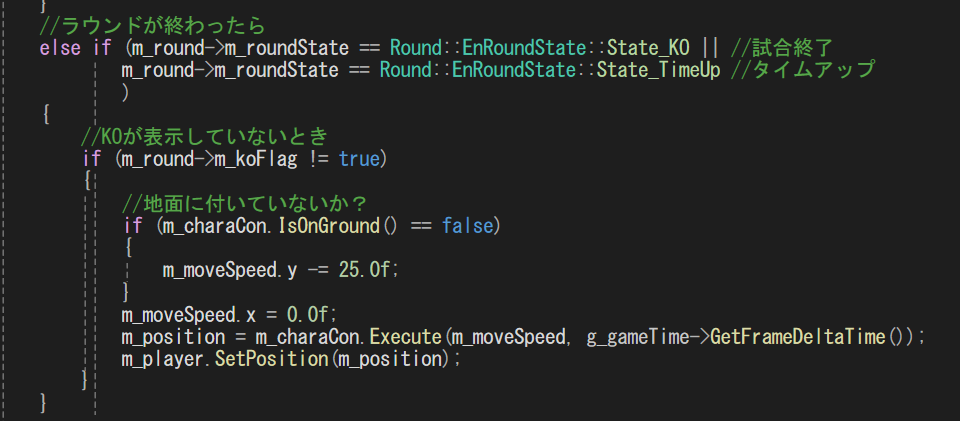 }
//ラウンドが終わったら
else if (m_round->m_roundState == Round::EnRoundState::State_KO || //試合終了
m_round->m_roundState == Round::EnRoundState::State_TimeUp //タイムアップ
)
{
//KOが表示していないとき
if (m_round->m_koFlag != true)
{
//地面に付いていないか？
if (m_charaCon.IsOnGround() == false)
{
m_moveSpeed.y -= 25.0f;
}
m_moveSpeed.x = 0.0f;
m_position = m_charaCon.Execute(m_moveSpeed, g_gameTime->GetFrameDeltaTime());
m_player.SetPosition(m_position);
}
}